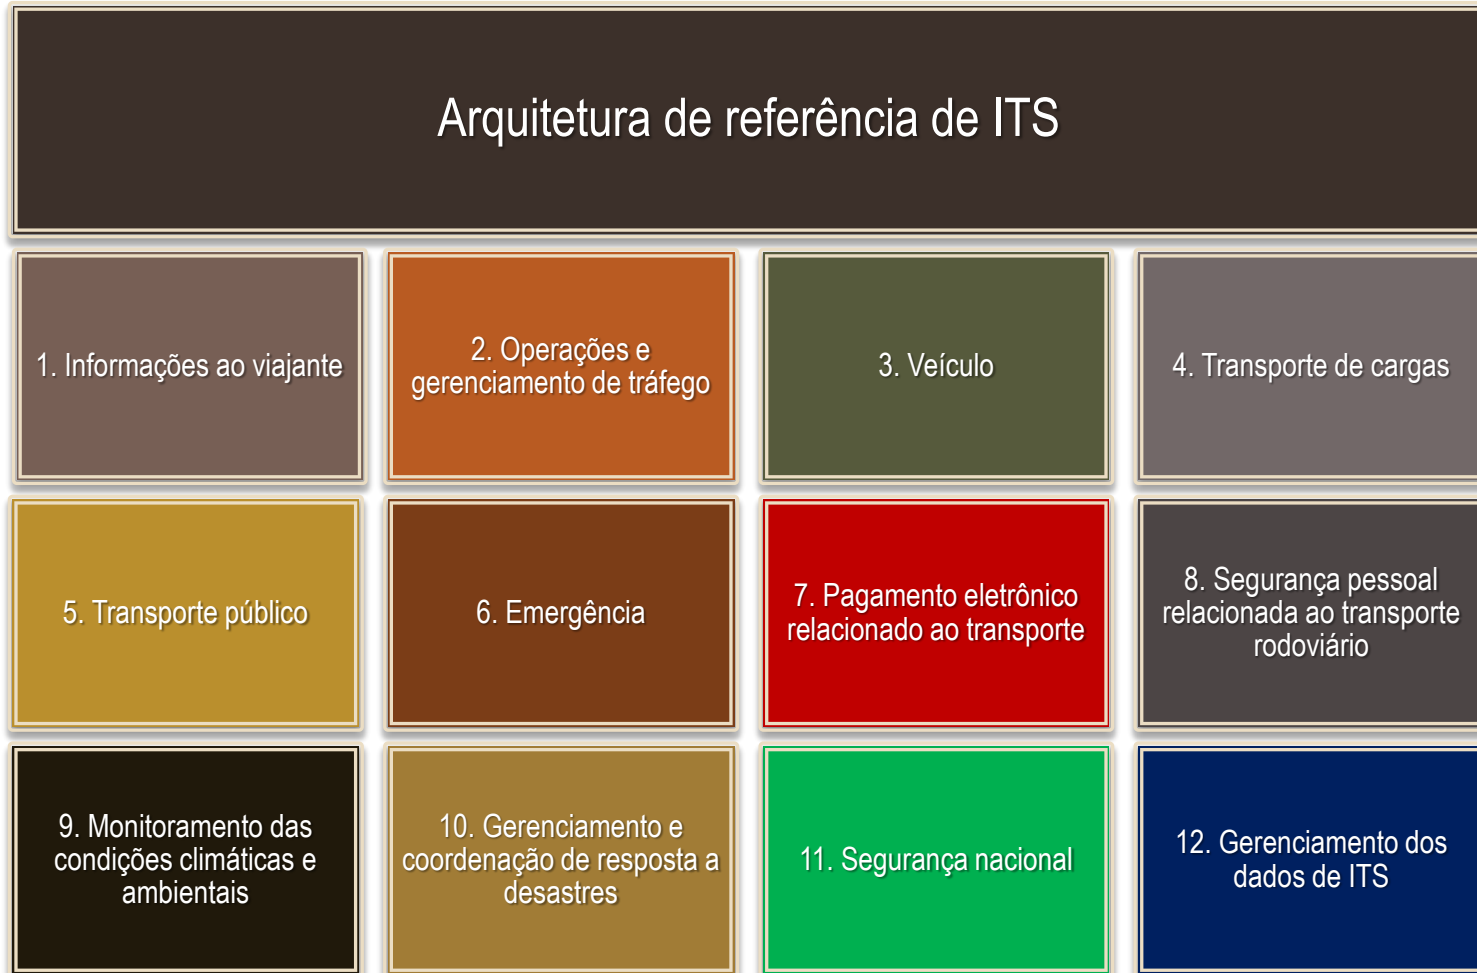 Arquitetura de referência de ITS
1. Informações ao viajante
2. Operações e
gerenciamento de tráfego
3. Veículo
4. Transporte de cargas
5. Transporte público
6. Emergência
7. Pagamento eletrônico
relacionado ao transporte
8. Segurança pessoal
relacionada ao transporte
rodoviário
9. Monitoramento das
condições climáticas e
ambientais
10. Gerenciamento e
coordenação de resposta a
desastres
11. Segurança nacional
12. Gerenciamento dos
dados de ITS